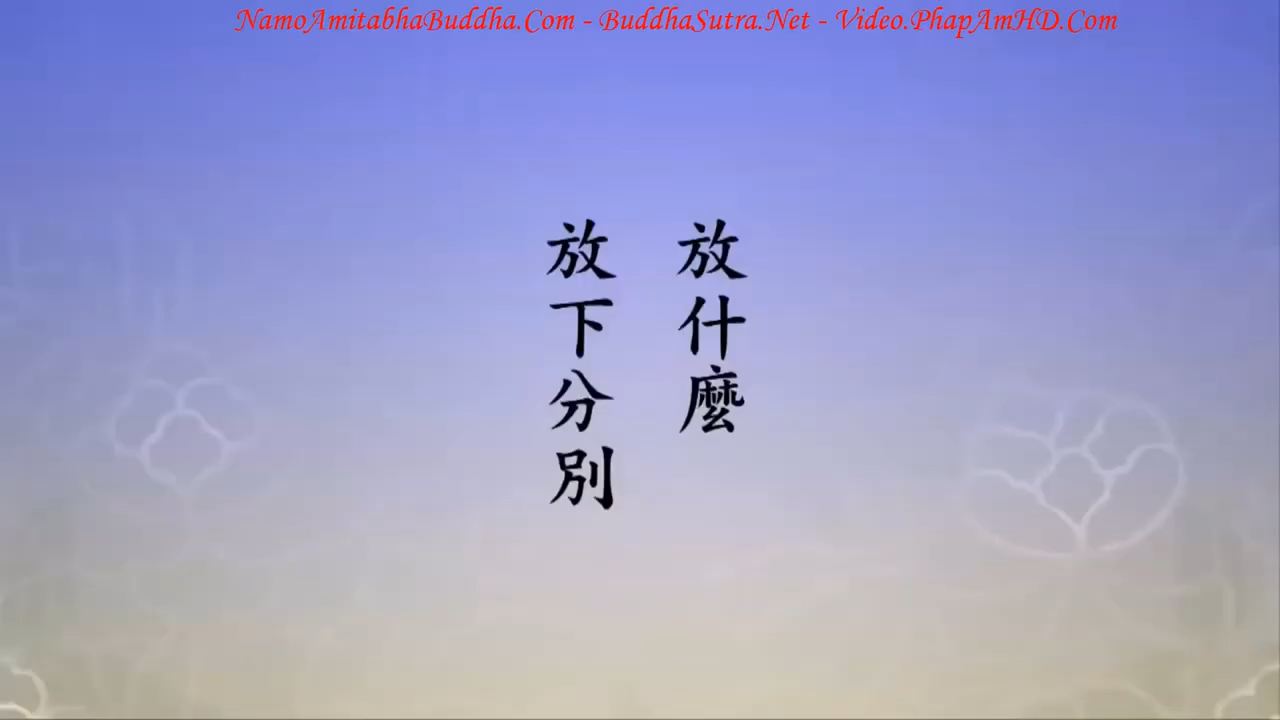 NamoAmitabhaBuddha.Com - BuddhaSutra.Net - Video.PhapAmHD.Com
放什麼
放下分別